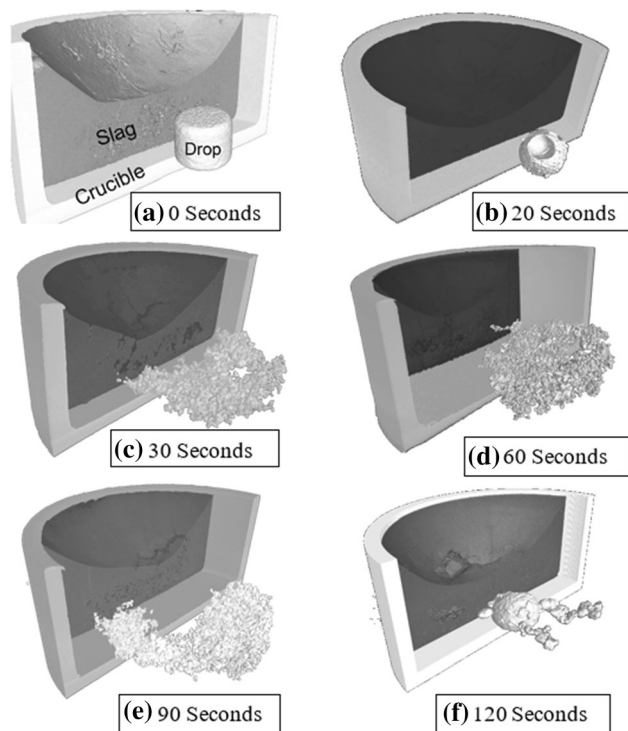 Slag
Drop
Crucible
(a) 0 Seconds
(b) 20 Seconds
(c) 30 Seconds
(d) 60 Seconds
(e) 90 Seconds
(f) 120 Seconds